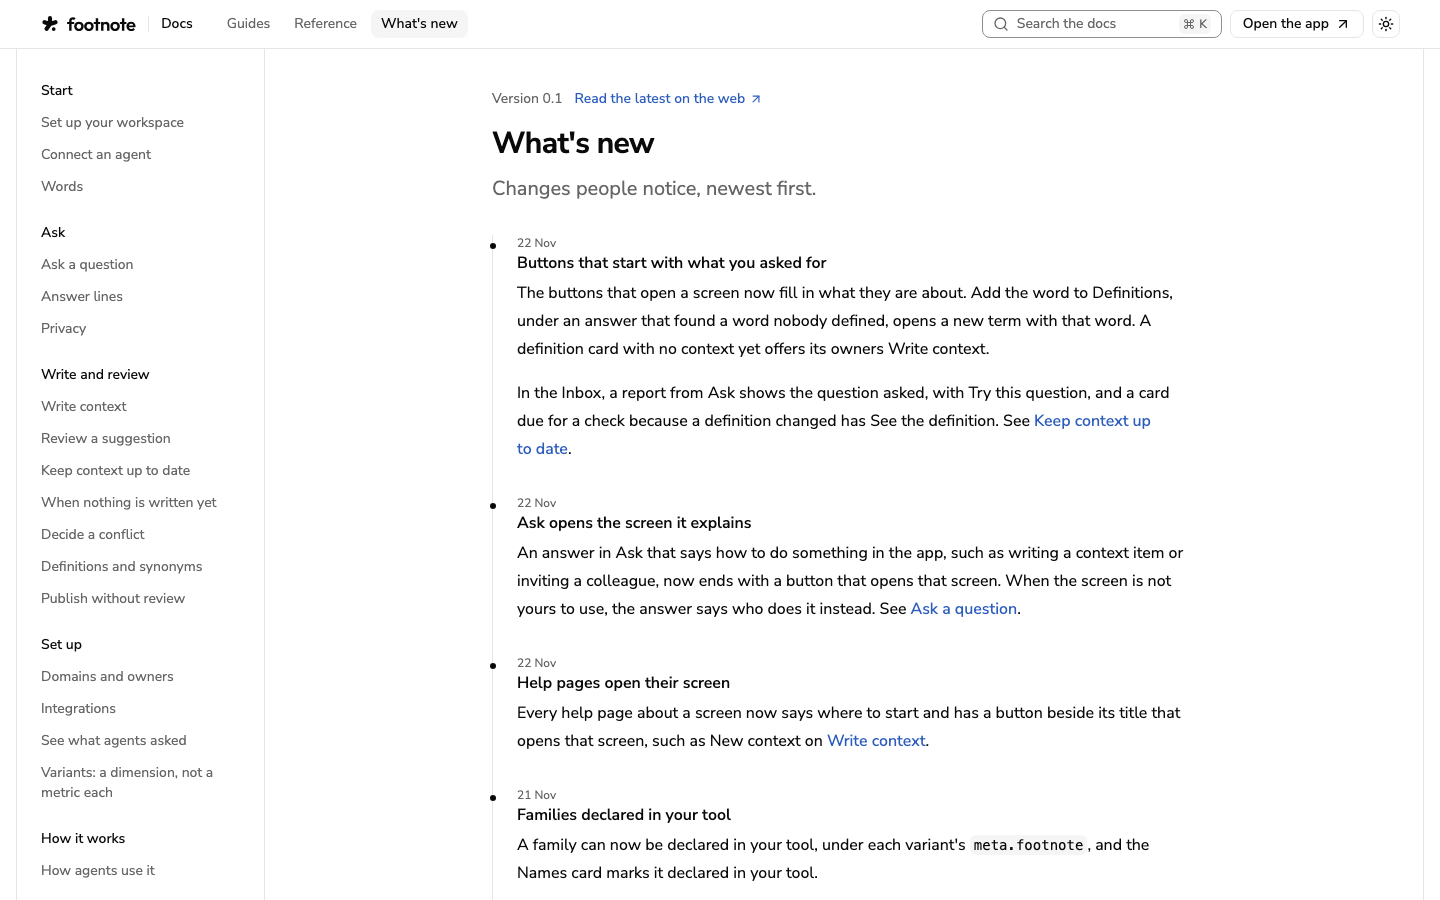 footnote
Docs
Guides
Reference
What's new
Search the docs
⌘ K
Open the app
Start
Set up your workspace
Connect an agent
Words
Ask
Ask a question
Answer lines
Privacy
Write and review
Write context
Review a suggestion
Keep context up to date
When nothing is written yet
Decide a conflict
Definitions and synonyms
Publish without review
Set up
Domains and owners
Integrations
See what agents asked
Variants: a dimension, not a
metric each
How it works
How agents use it
Version 0.1 Read the latest on the web
What's new
Changes people notice, newest first.
22 Nov
Buttons that start with what you asked for
The buttons that open a screen now fill in what they are about. Add the word to Definitions,
under an answer that found a word nobody defined, opens a new term with that word. A
definition card with no context yet offers its owners Write context.
In the Inbox, a report from Ask shows the question asked, with Try this question, and a card
due for a check because a definition changed has See the definition. See Keep context up
to date.
22 Nov
Ask opens the screen it explains
An answer in Ask that says how to do something in the app, such as writing a context item or
inviting a colleague, now ends with a button that opens that screen. When the screen is not
yours to use, the answer says who does it instead. See Ask a question.
22 Nov
Help pages open their screen
Every help page about a screen now says where to start and has a button beside its title that
opens that screen, such as New context on Write context.
21 Nov
Families declared in your tool
A family can now be declared in your tool, under each variant's meta.footnote, and the
Names card marks it declared in your tool.